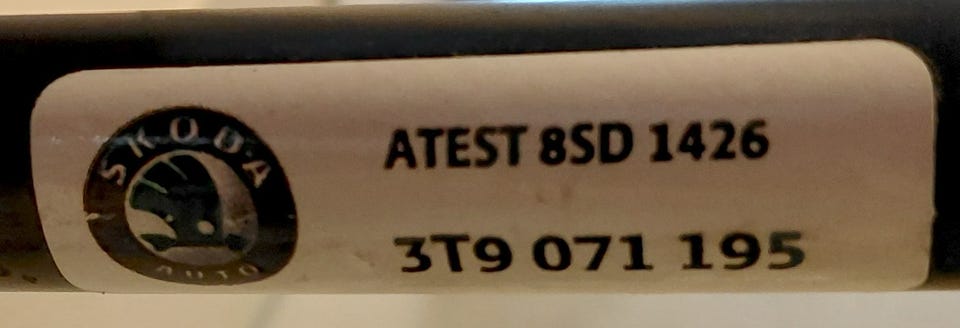 SKODA
AUTO
ATEST 8SD 1426
3T9 071 195